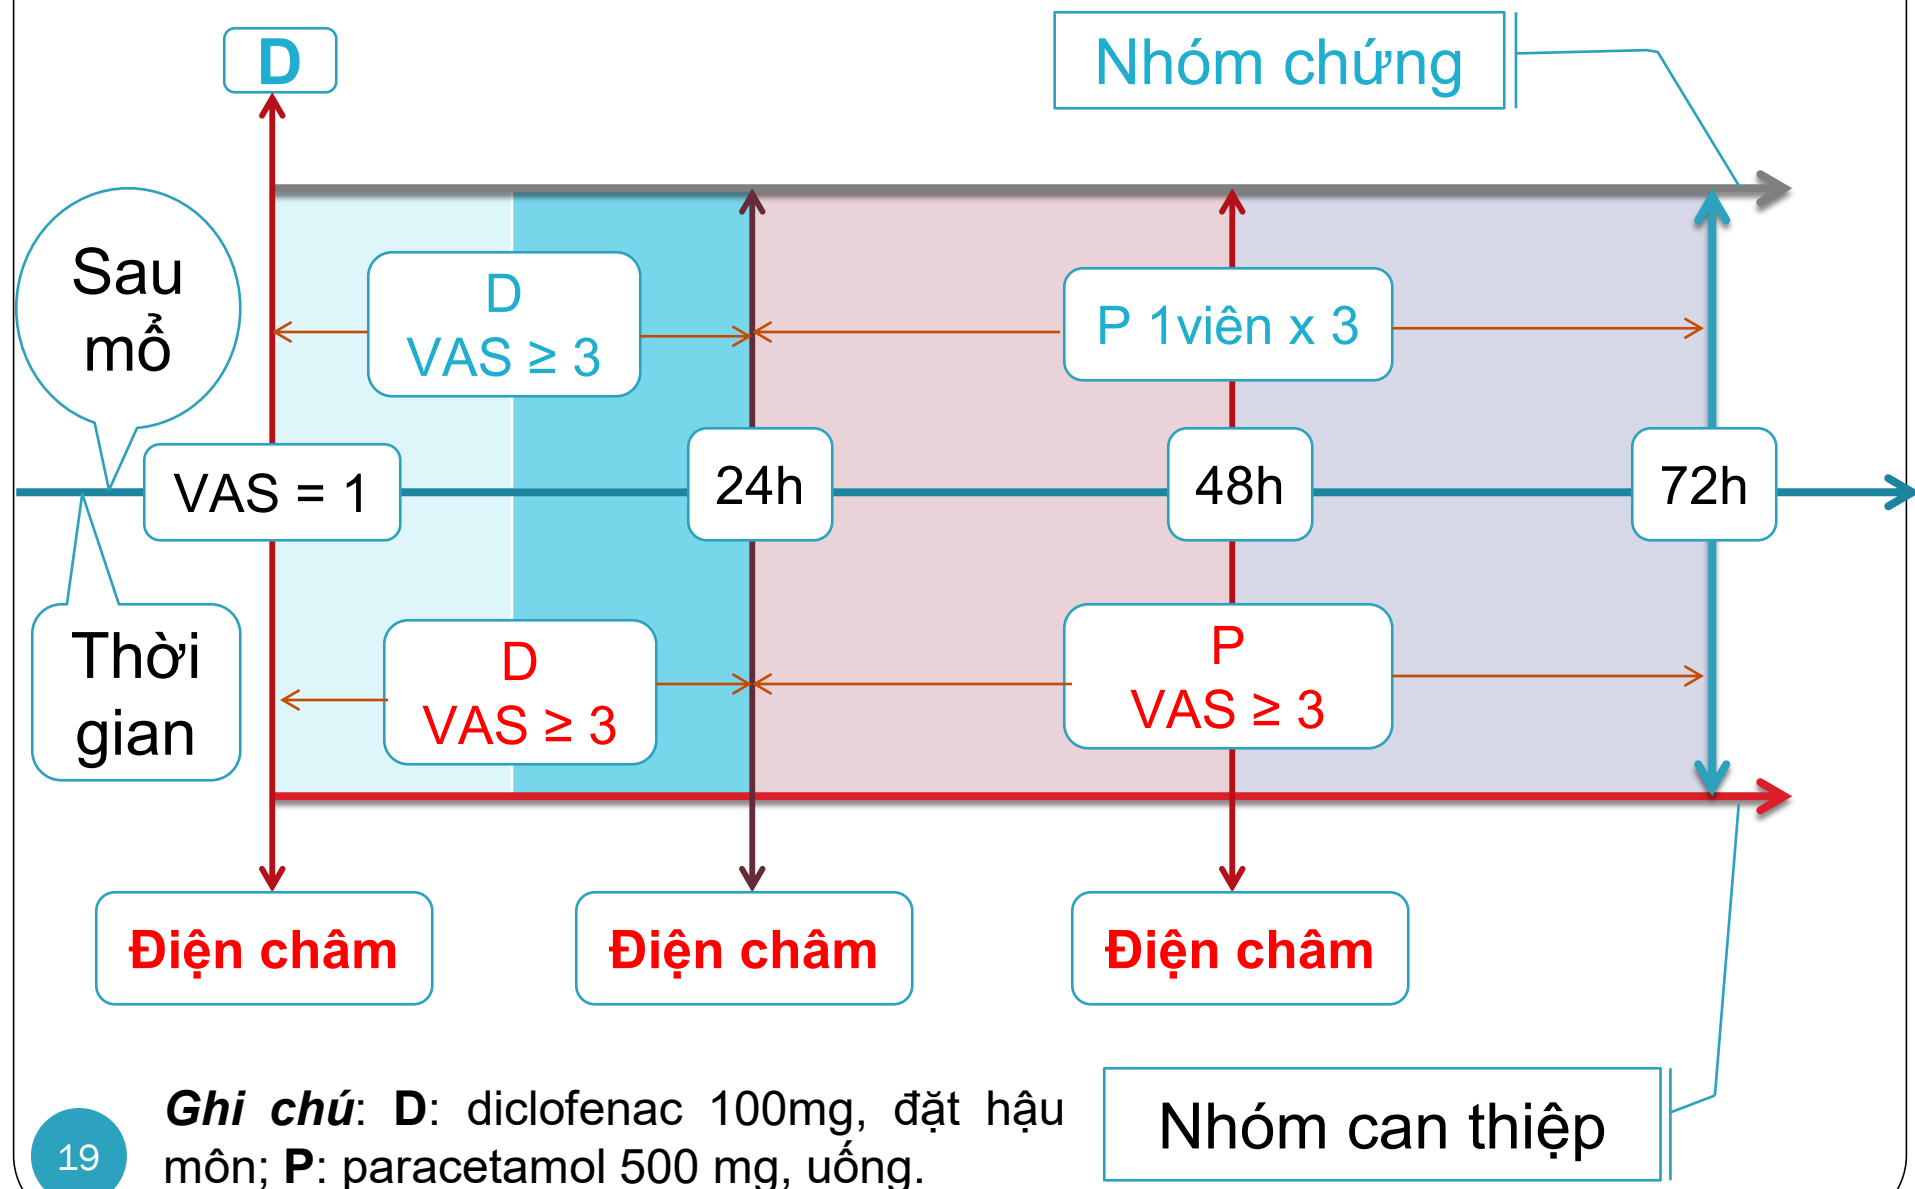 D
Nhóm chứng
Sau
mổ
D
VAS ≥ 3
P 1viên x 3
VAS = 1
24h
48h
72h
Thời
gian
D
VAS ≥ 3
P
VAS ≥ 3
Điện châm
Điện châm
Điện châm
Ghi chú: D: diclofenac 100mg, đặt hậu
môn; P: paracetamol 500 mg, uống.
Nhóm can thiệp
19